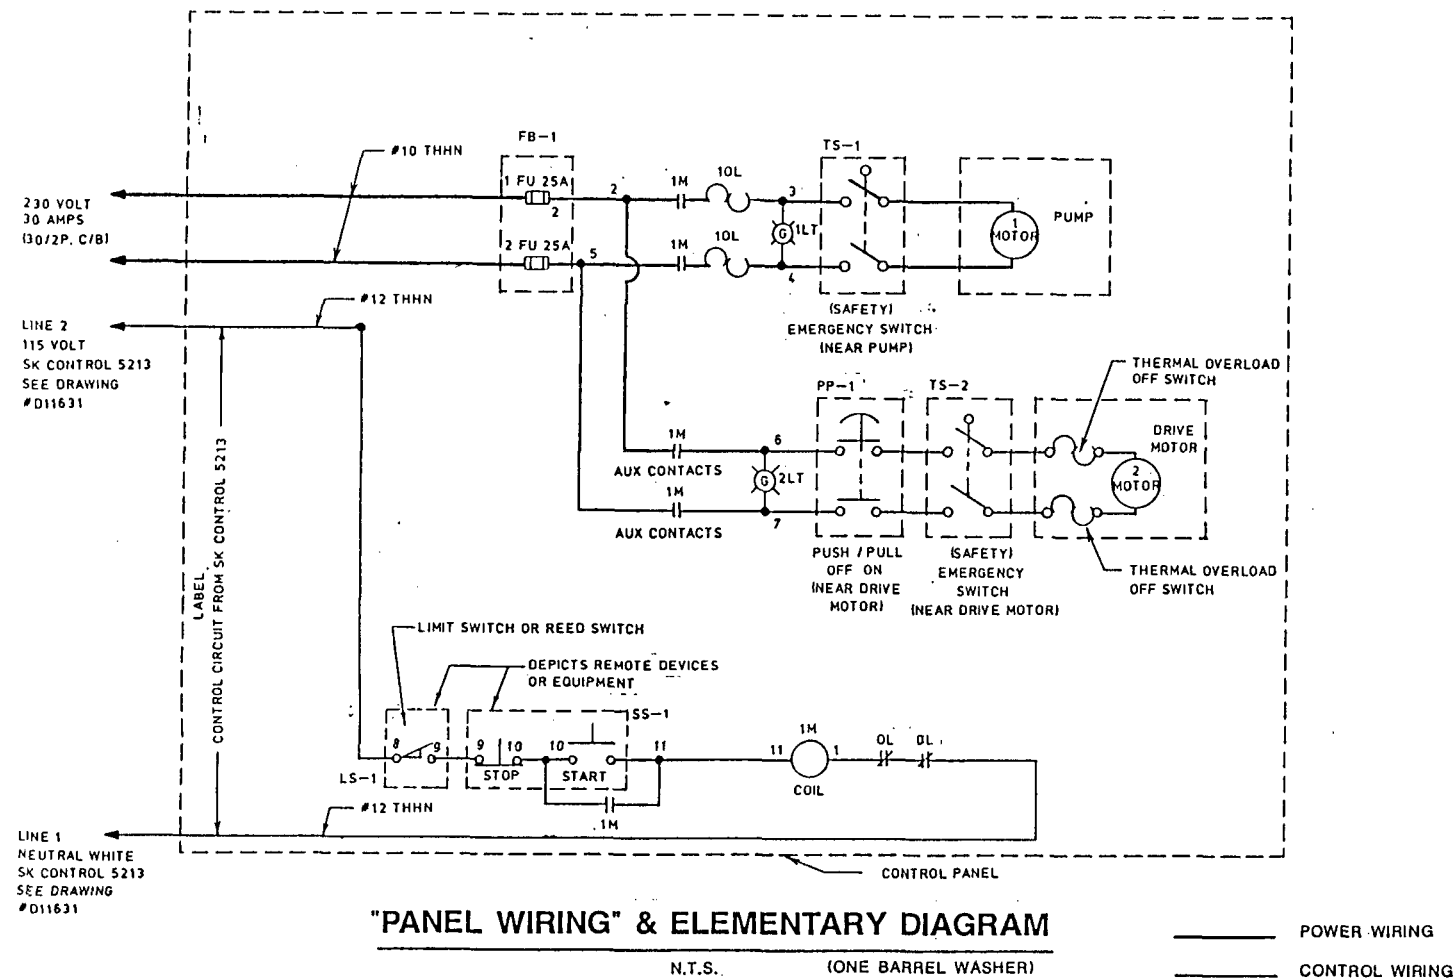 FB-1
#10 THHN
1 FU 25A
2
2
1M
1OL
3
TS-1
230 VOLT
30 AMPS
(30/2P. C/B)
1LT
G
PUMP
1
MOTOR
2 FU 25A
5
1M
1OL
4
#12 THHN
(SAFETY)
EMERGENCY SWITCH
(NEAR PUMP)
LINE 2
115 VOLT
SK CONTROL 5213
SEE DRAWING
#D11631
THERMAL OVERLOAD
OFF SWITCH
PP-1
TS-2
DRIVE
MOTOR
1M
6
AUX CONTACTS
G
2LT
2
MOTOR
1M
7
AUX CONTACTS
PUSH / PULL
OFF ON
(NEAR DRIVE
MOTOR)
(SAFETY)
EMERGENCY
SWITCH
(NEAR DRIVE MOTOR)
THERMAL OVERLOAD
OFF SWITCH
LABEL
CONTROL CIRCUIT FROM SK CONTROL 5213
LIMIT SWITCH OR REED SWITCH
DEPICTS REMOTE DEVICES
OR EQUIPMENT
SS-1
8
9
9
10
10
11
11
1M
1
OL
OL
LS-1
STOP
START
COIL
1M
#12 THHN
LINE 1
NEUTRAL WHITE
SK CONTROL 5213
SEE DRAWING
#D11631
CONTROL PANEL
"PANEL WIRING" & ELEMENTARY DIAGRAM
N.T.S.
(ONE BARREL WASHER)
POWER WIRING
CONTROL WIRING